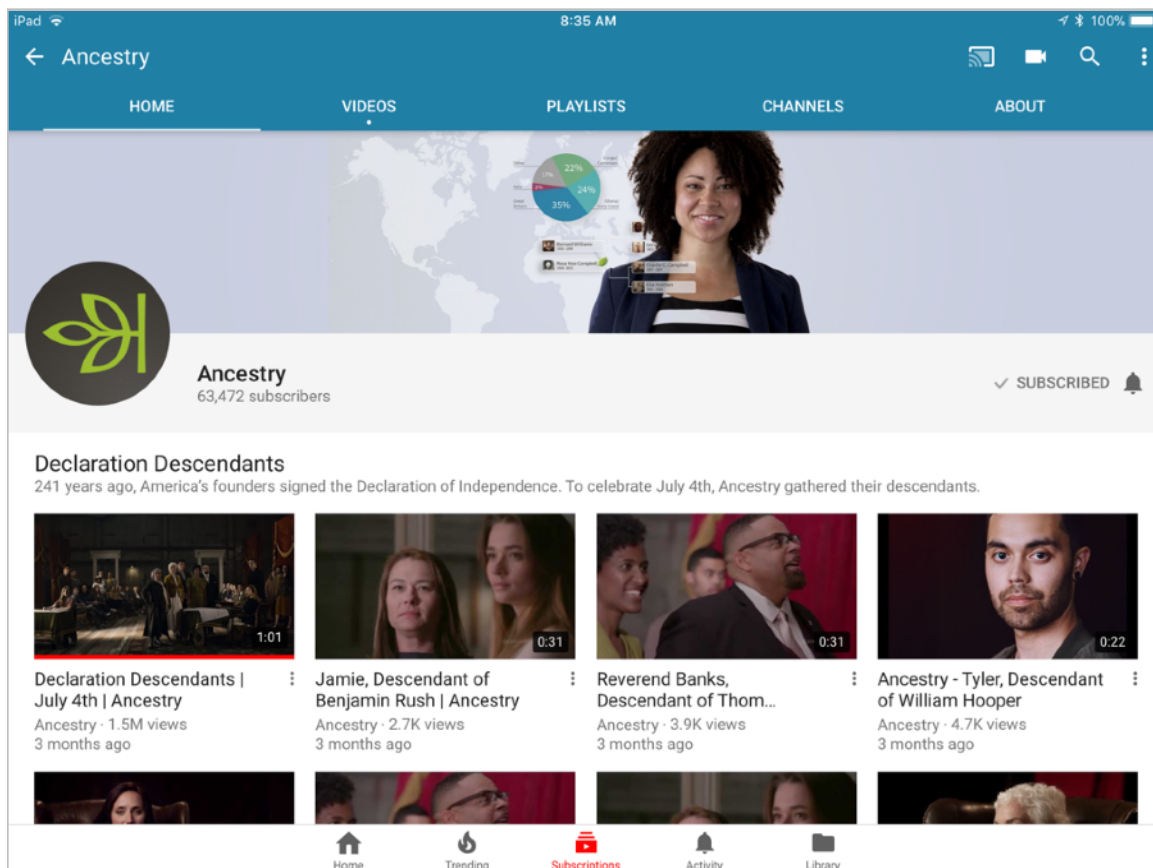 iPad 8:35 AM 100%
Ancestry
HOME VIDEOS PLAYLISTS CHANNELS ABOUT
22%
17%
24%
35%
Ancestry
63,472 subscribers
SUBSCRIBED
Declaration Descendants
241 years ago, America's founders signed the Declaration of Independence. To celebrate July 4th, Ancestry gathered their descendants.
1:01
0:31
0:31
0:22
Declaration Descendants |
July 4th | Ancestry
Ancestry · 1.5M views
3 months ago
Jamie, Descendant of
Benjamin Rush | Ancestry
Ancestry · 2.7K views
3 months ago
Reverend Banks,
Descendant of Thom...
Ancestry · 3.9K views
3 months ago
Ancestry - Tyler, Descendant
of William Hooper
Ancestry · 4.7K views
3 months ago
Home Trending Subscriptions Activity Library